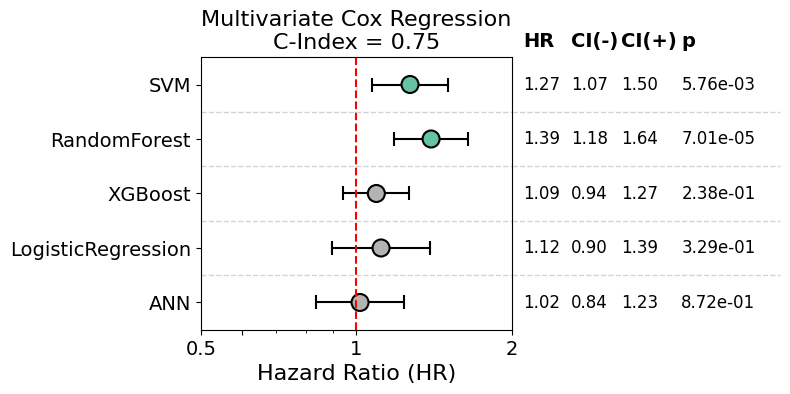 Multivariate Cox Regression
C-Index = 0.75
HR CI(-) CI(+) p
SVM 1.27 1.07 1.50 5.76e-03
RandomForest 1.39 1.18 1.64 7.01e-05
XGBoost 1.09 0.94 1.27 2.38e-01
LogisticRegression 1.12 0.90 1.39 3.29e-01
ANN 1.02 0.84 1.23 8.72e-01
0.5 1 2
Hazard Ratio (HR)